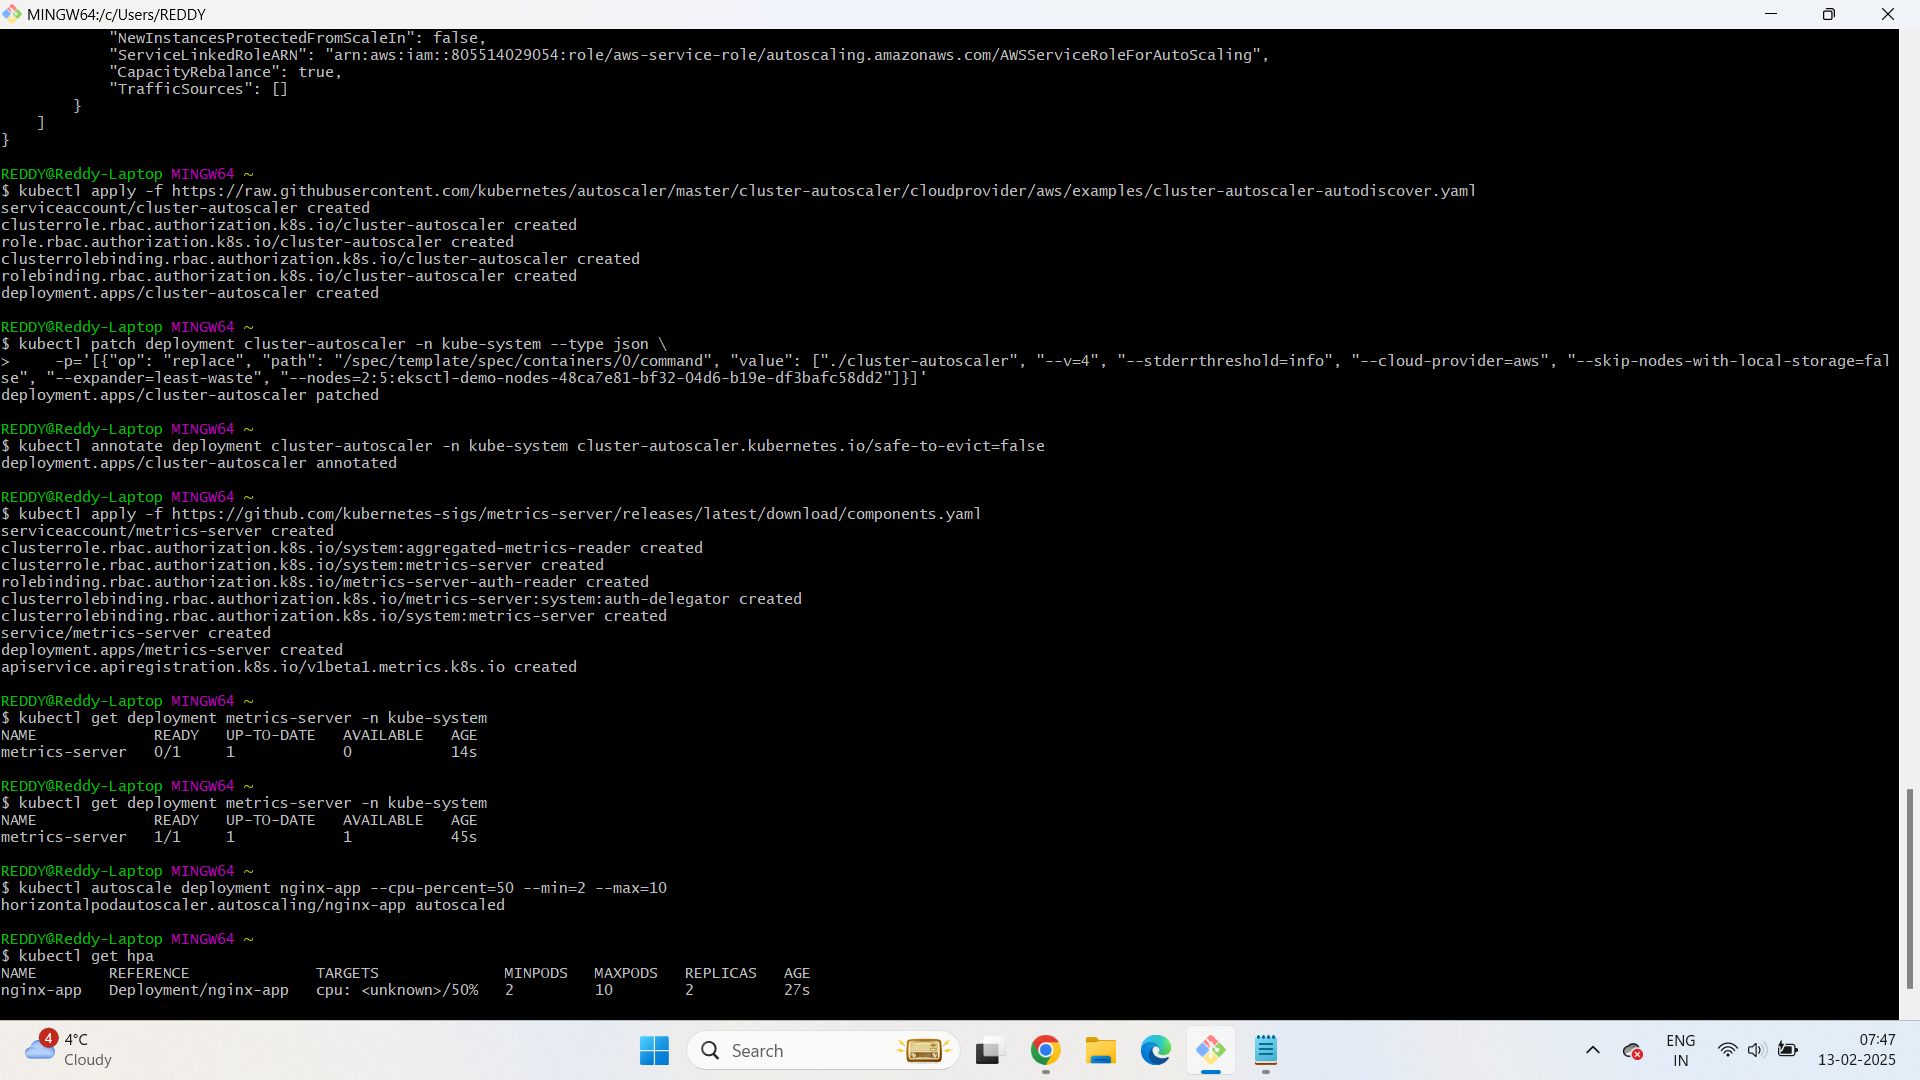 MINGW64:/c/Users/REDDY
            "NewInstancesProtectedFromScaleIn": false,
            "ServiceLinkedRoleARN": "arn:aws:iam::805514029054:role/aws-service-role/autoscaling.amazonaws.com/AWSServiceRoleForAutoScaling",
            "CapacityRebalance": true,
            "TrafficSources": []
        }
    ]
}
REDDY@Reddy-Laptop MINGW64 ~
$ kubectl apply -f https://raw.githubusercontent.com/kubernetes/autoscaler/master/cluster-autoscaler/cloudprovider/aws/examples/cluster-autoscaler-autodiscover.yaml
serviceaccount/cluster-autoscaler created
clusterrole.rbac.authorization.k8s.io/cluster-autoscaler created
role.rbac.authorization.k8s.io/cluster-autoscaler created
clusterrolebinding.rbac.authorization.k8s.io/cluster-autoscaler created
rolebinding.rbac.authorization.k8s.io/cluster-autoscaler created
deployment.apps/cluster-autoscaler created
REDDY@Reddy-Laptop MINGW64 ~
$ kubectl patch deployment cluster-autoscaler -n kube-system --type json \
>     -p='[{"op": "replace", "path": "/spec/template/spec/containers/0/command", "value": ["./cluster-autoscaler", "--v=4", "--stderrthreshold=info", "--cloud-provider=aws", "--skip-nodes-with-local-storage=fal
se", "--expander=least-waste", "--nodes=2:5:eksctl-demo-nodes-48ca7e81-bf32-04d6-b19e-df3bafc58dd2"]}]'
deployment.apps/cluster-autoscaler patched
REDDY@Reddy-Laptop MINGW64 ~
$ kubectl annotate deployment cluster-autoscaler -n kube-system cluster-autoscaler.kubernetes.io/safe-to-evict=false
deployment.apps/cluster-autoscaler annotated
REDDY@Reddy-Laptop MINGW64 ~
$ kubectl apply -f https://github.com/kubernetes-sigs/metrics-server/releases/latest/download/components.yaml
serviceaccount/metrics-server created
clusterrole.rbac.authorization.k8s.io/system:aggregated-metrics-reader created
clusterrole.rbac.authorization.k8s.io/system:metrics-server created
rolebinding.rbac.authorization.k8s.io/metrics-server-auth-reader created
clusterrolebinding.rbac.authorization.k8s.io/metrics-server:system:auth-delegator created
clusterrolebinding.rbac.authorization.k8s.io/system:metrics-server created
service/metrics-server created
deployment.apps/metrics-server created
apiservice.apiregistration.k8s.io/v1beta1.metrics.k8s.io created
REDDY@Reddy-Laptop MINGW64 ~
$ kubectl get deployment metrics-server -n kube-system
NAME             READY   UP-TO-DATE   AVAILABLE   AGE
metrics-server   0/1     1            0           14s
REDDY@Reddy-Laptop MINGW64 ~
$ kubectl get deployment metrics-server -n kube-system
NAME             READY   UP-TO-DATE   AVAILABLE   AGE
metrics-server   1/1     1            1           45s
REDDY@Reddy-Laptop MINGW64 ~
$ kubectl autoscale deployment nginx-app --cpu-percent=50 --min=2 --max=10
horizontalpodautoscaler.autoscaling/nginx-app autoscaled
REDDY@Reddy-Laptop MINGW64 ~
$ kubectl get hpa
NAME        REFERENCE              TARGETS              MINPODS   MAXPODS   REPLICAS   AGE
nginx-app   Deployment/nginx-app   cpu: <unknown>/50%   2         10        2          27s
4
4°C
Cloudy
Search
ENG
IN
07:47
13-02-2025